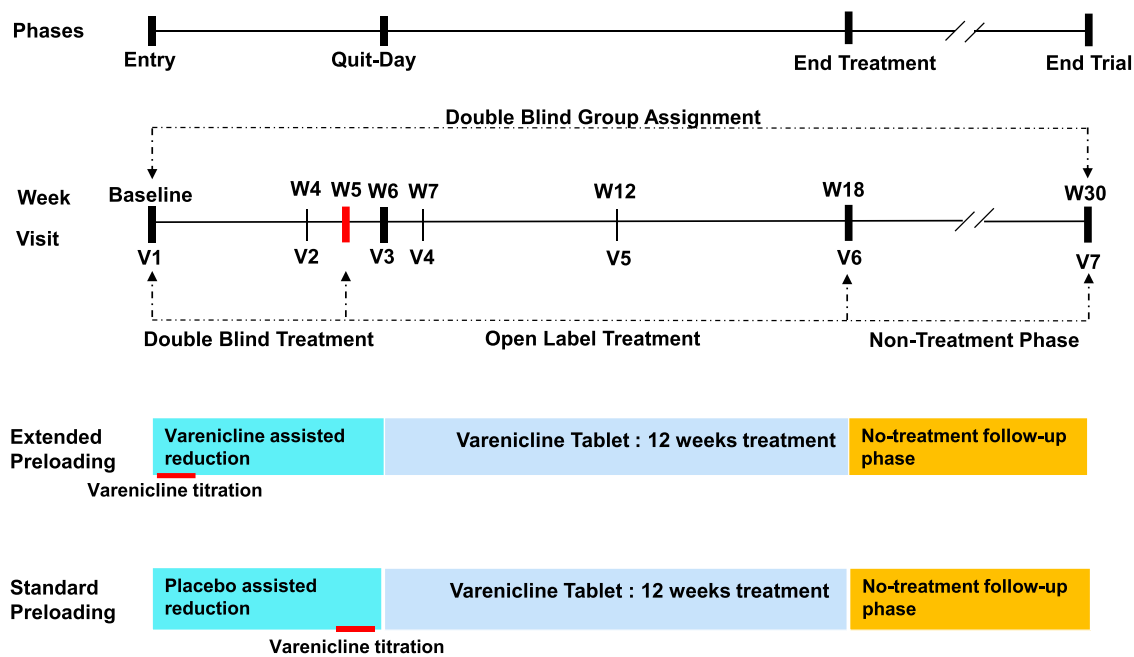 Phases
Entry
Quit-Day
End Treatment
End Trial
Double Blind Group Assignment
Week
Baseline
W4
W5
W6
W7
W12
W18
W30
Visit
V1
V2
V3
V4
V5
V6
V7
Double Blind Treatment
Open Label Treatment
Non-Treatment Phase
Extended
Preloading
Varenicline assisted
reduction
Varenicline Tablet : 12 weeks treatment
No-treatment follow-up
phase
Varenicline titration
Standard
Preloading
Placebo assisted
reduction
Varenicline Tablet : 12 weeks treatment
No-treatment follow-up
phase
Varenicline titration